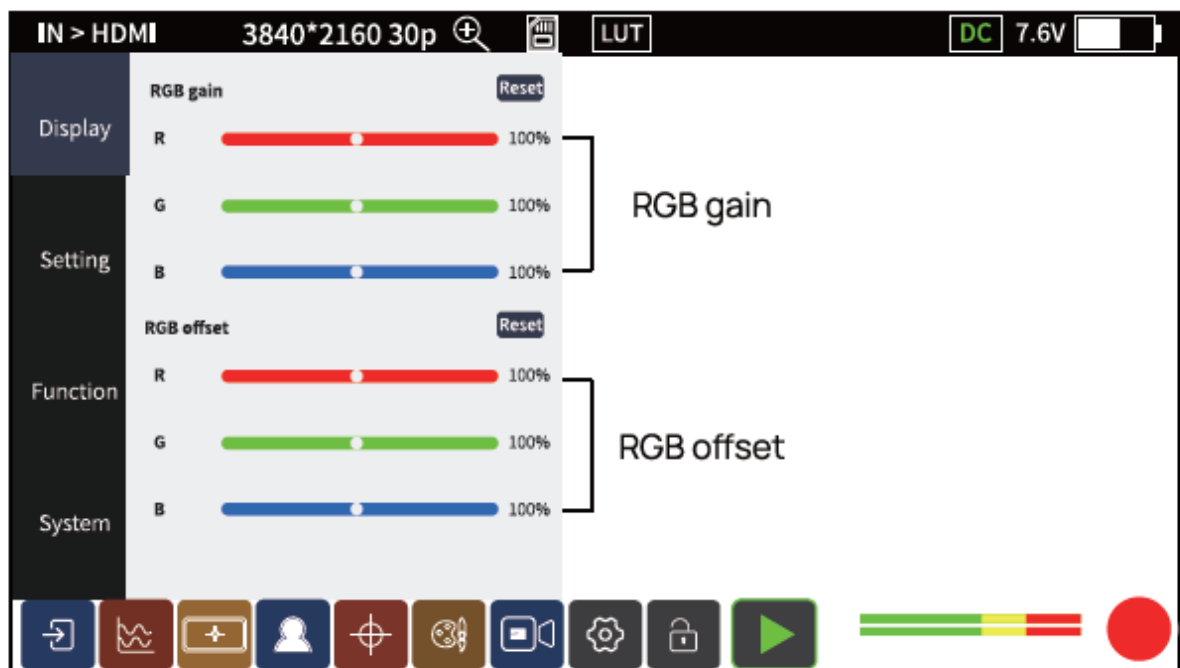 IN > HDMI 3840*2160 30p LUT DC 7.6V
RGB gain Reset
Display
R 100%
G 100%
RGB gain
Setting
B 100%
RGB offset Reset
R 100%
Function
G 100%
RGB offset
System
B 100%